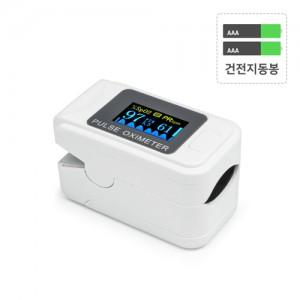 AAA
AAA
건전지동봉
%SpO2 PRbpm
97 61
PULSE OXIMETER